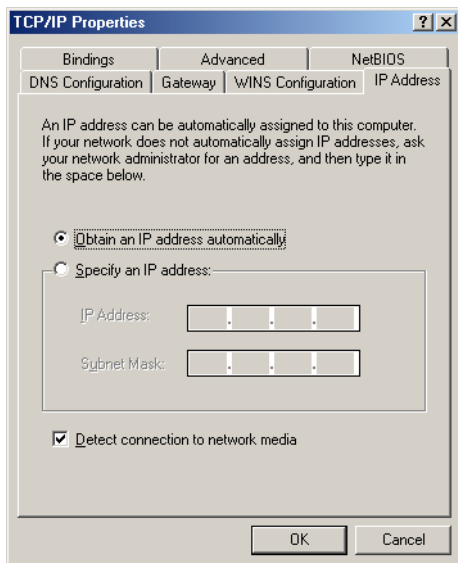 TCP/IP Properties
Bindings Advanced NetBIOS
DNS Configuration Gateway WINS Configuration IP Address
An IP address can be automatically assigned to this computer.
If your network does not automatically assign IP addresses, ask
your network administrator for an address, and then type it in
the space below.
Obtain an IP address automatically
Specify an IP address:
IP Address:
Subnet Mask:
Detect connection to network media
OK Cancel